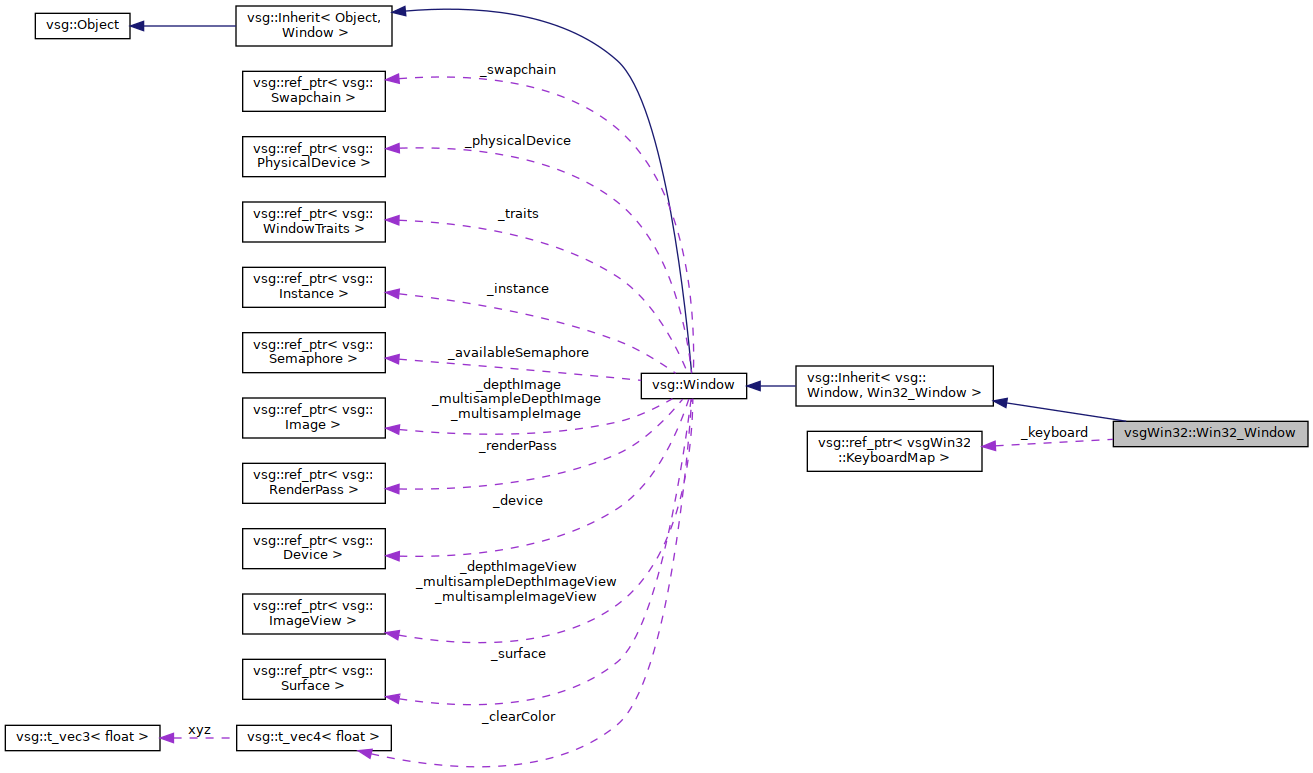 vsg::Object
vsg::Inherit< Object,
Window >
_swapchain
vsg::ref_ptr< vsg::
Swapchain >
_physicalDevice
vsg::ref_ptr< vsg::
PhysicalDevice >
_traits
vsg::ref_ptr< vsg::
WindowTraits >
_instance
vsg::ref_ptr< vsg::
Instance >
_availableSemaphore
vsg::ref_ptr< vsg::
Semaphore >
_depthImage
_multisampleDepthImage
_multisampleImage
vsg::ref_ptr< vsg::
Image >
vsg::Window
vsg::Inherit< vsg::
Window, Win32_Window >
_keyboard
vsgWin32::Win32_Window
vsg::ref_ptr< vsgWin32
::KeyboardMap >
_renderPass
vsg::ref_ptr< vsg::
RenderPass >
_device
vsg::ref_ptr< vsg::
Device >
_depthImageView
_multisampleDepthImageView
_multisampleImageView
vsg::ref_ptr< vsg::
ImageView >
_surface
vsg::ref_ptr< vsg::
Surface >
_clearColor
vsg::t_vec3< float >
xyz
vsg::t_vec4< float >